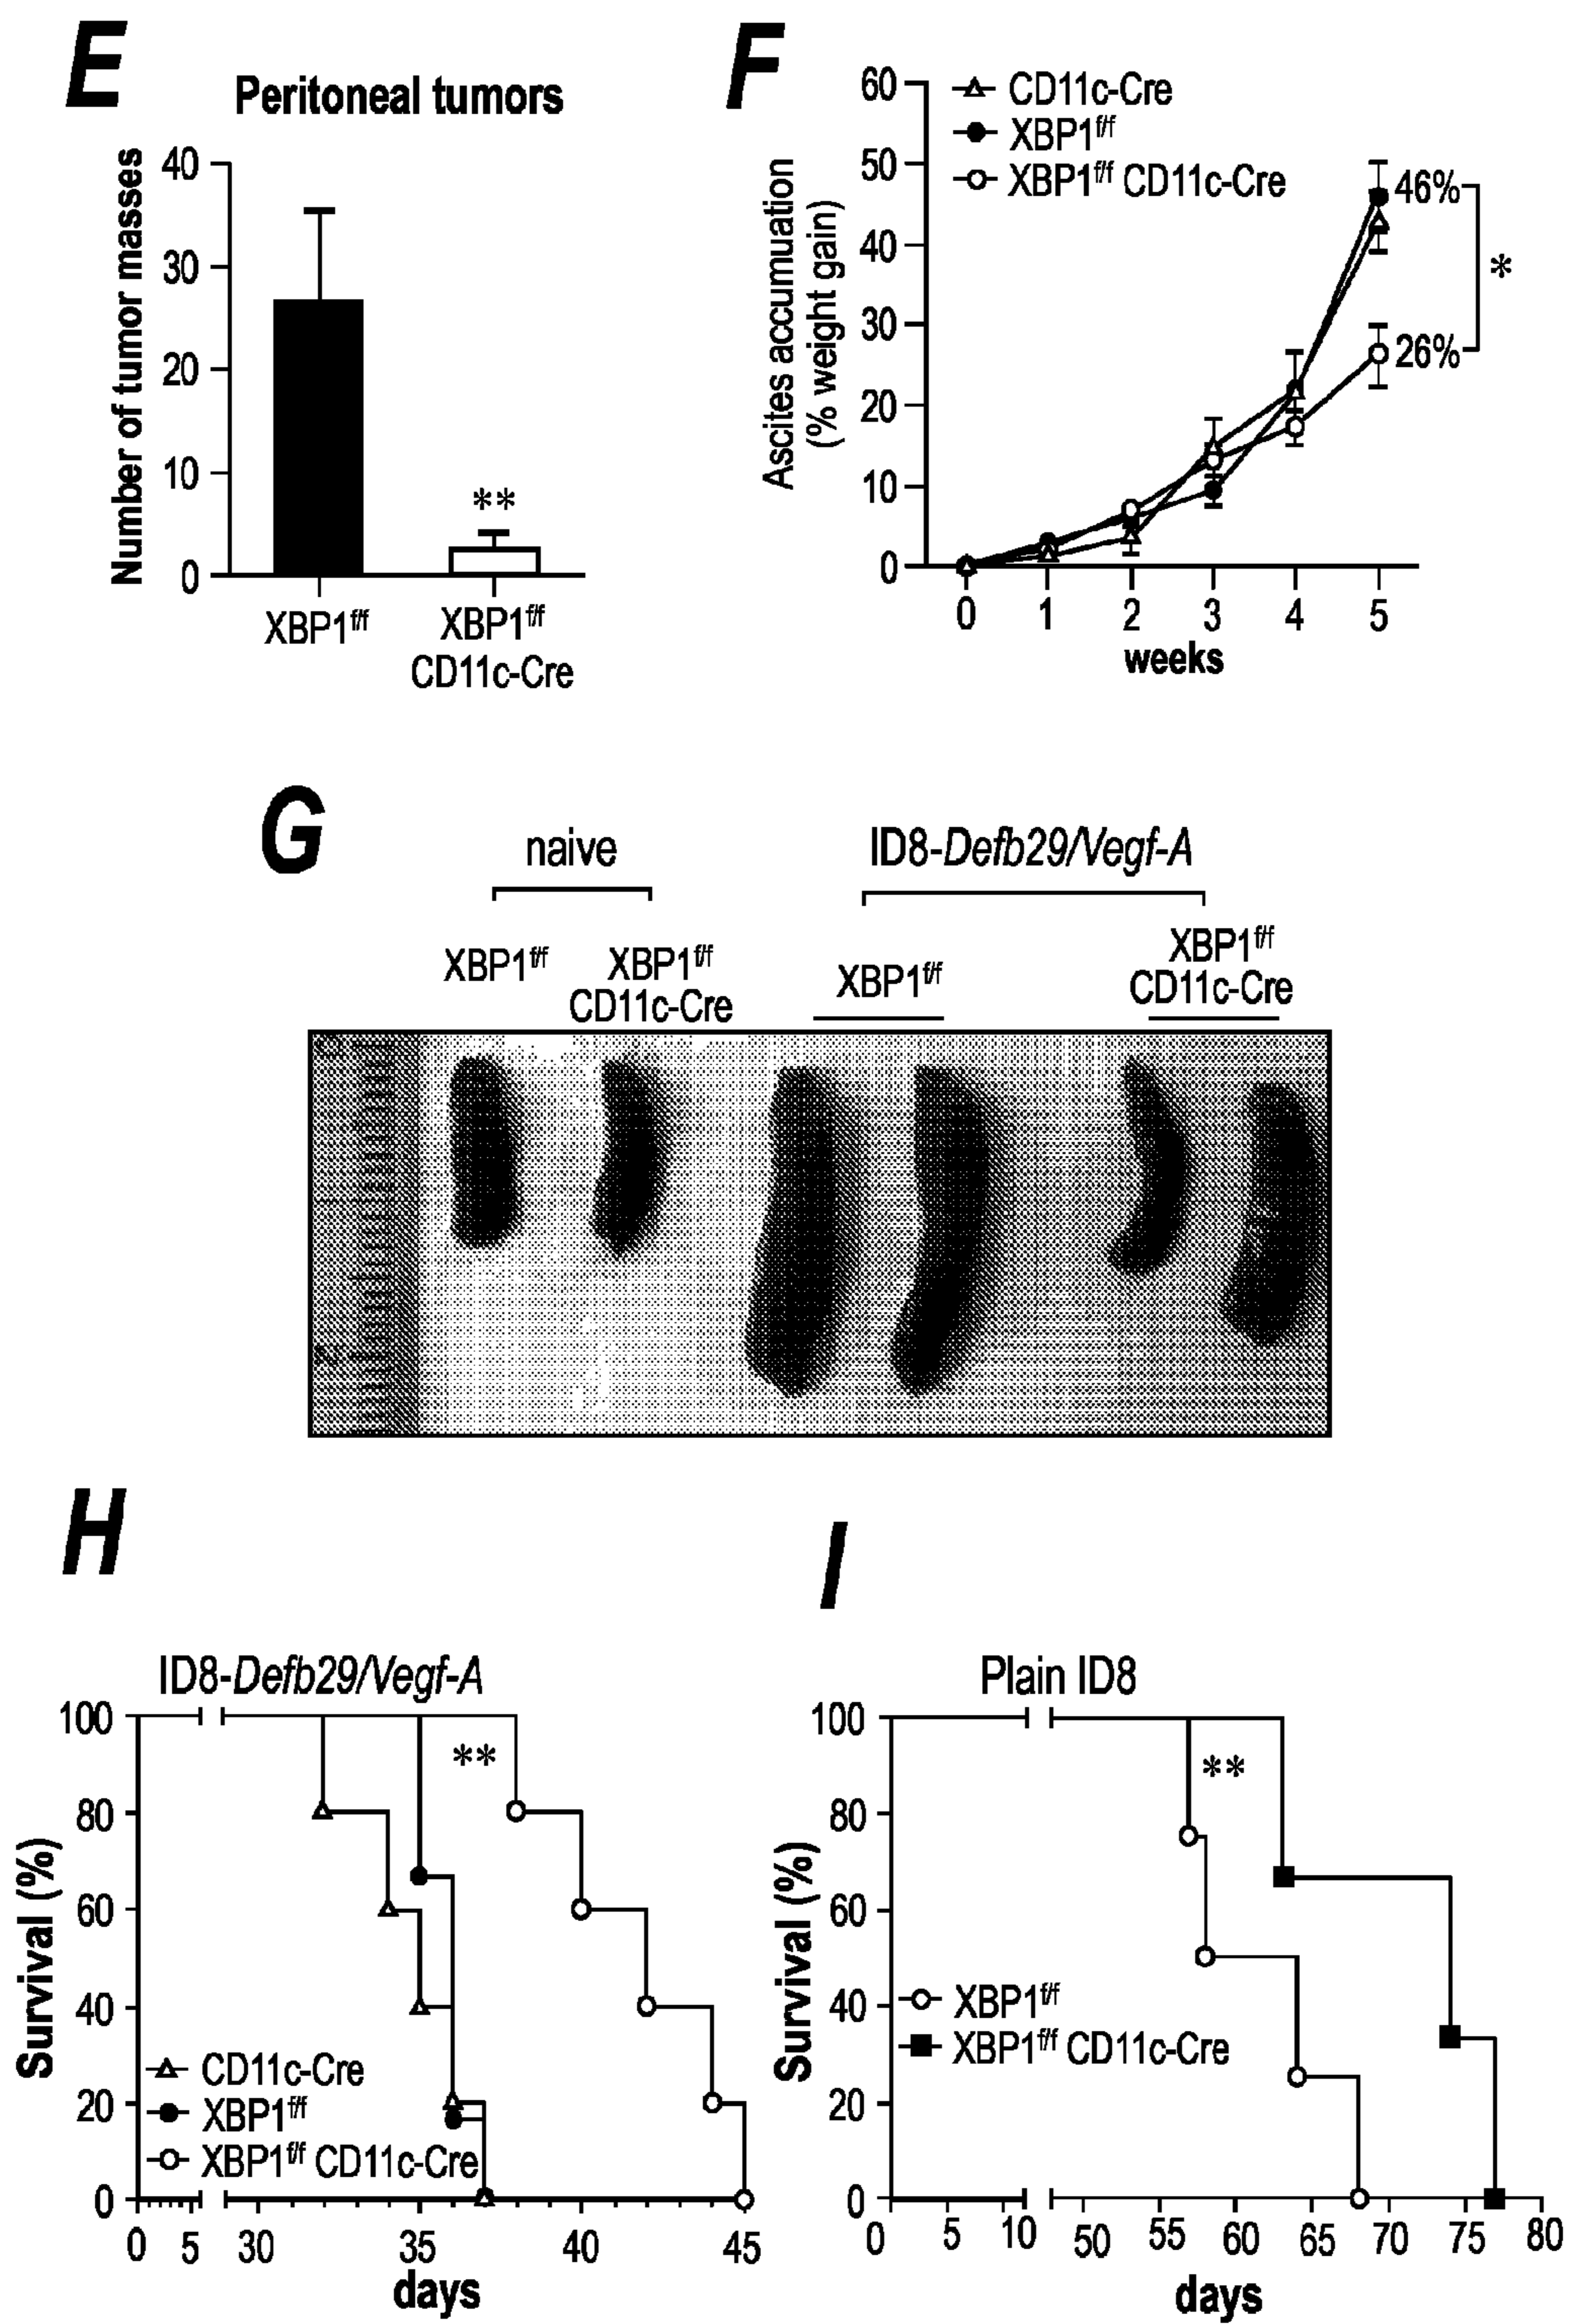 E
Peritoneal tumors
Number of tumor masses
40
30
20
10
0
**
XBP1f/f
XBP1f/f
CD11c-Cre
F
Ascites accumuation
(% weight gain)
60
50
40
30
20
10
0
CD11c-Cre
XBP1f/f
XBP1f/f CD11c-Cre
46%
*
26%
0 1 2 3 4 5
weeks
G
naive
ID8-Defb29/Vegf-A
XBP1f/f
XBP1f/f
CD11c-Cre
XBP1f/f
XBP1f/f
CD11c-Cre
H
ID8-Defb29/Vegf-A
Survival (%)
100
80
60
40
20
0
**
CD11c-Cre
XBP1f/f
XBP1f/f CD11c-Cre
0 5 30 35 40 45
days
I
Plain ID8
Survival (%)
100
80
60
40
20
0
**
XBP1f/f
XBP1f/f CD11c-Cre
0 5 10 50 55 60 65 70 75 80
days